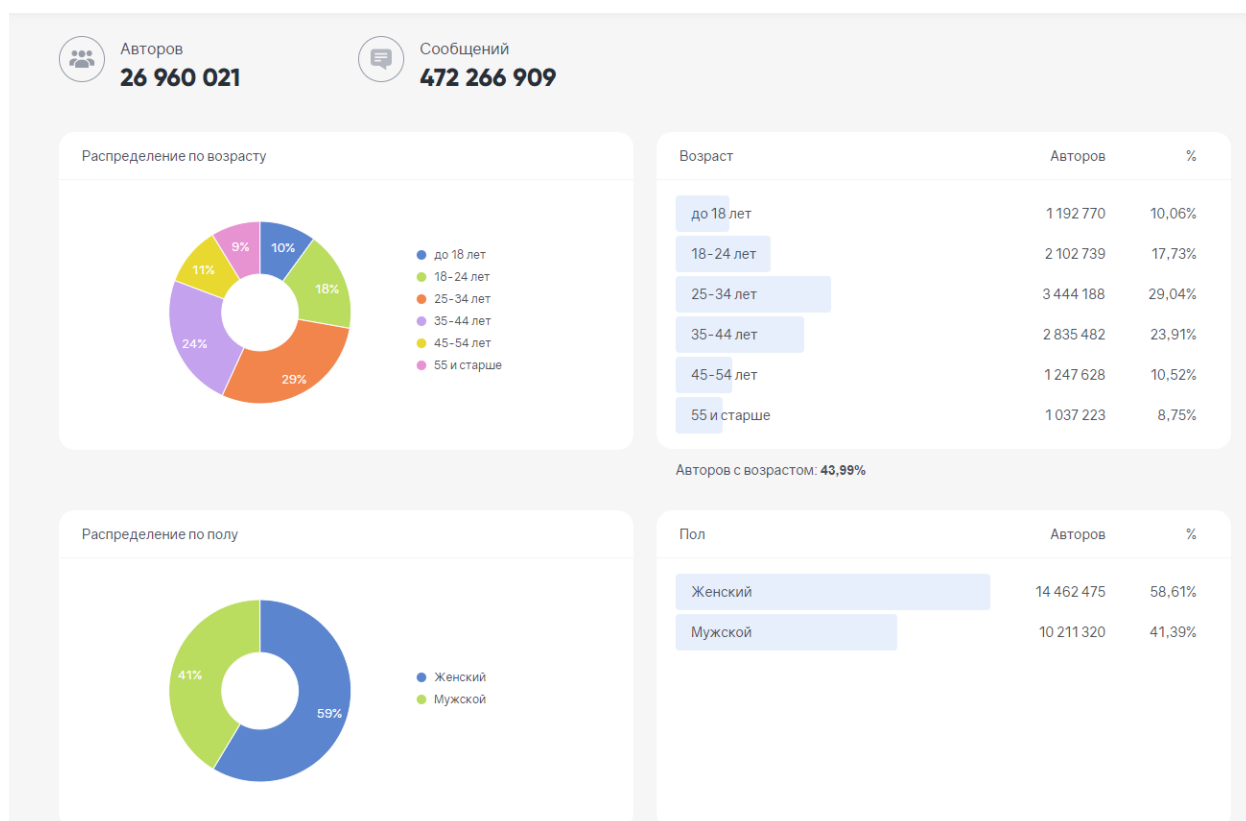 Авторов
26 960 021
Сообщений
472 266 909
Распределение по возрасту
10%
18%
29%
24%
11%
9%
до 18 лет
18-24 лет
25-34 лет
35-44 лет
45-54 лет
55 и старше
Возраст Авторов %
до 18 лет 1 192 770 10,06%
18-24 лет 2 102 739 17,73%
25-34 лет 3 444 188 29,04%
35-44 лет 2 835 482 23,91%
45-54 лет 1 247 628 10,52%
55 и старше 1 037 223 8,75%
Авторов с возрастом: 43,99%
Распределение по полу
41%
59%
Женский
Мужской
Пол Авторов %
Женский 14 462 475 58,61%
Мужской 10 211 320 41,39%